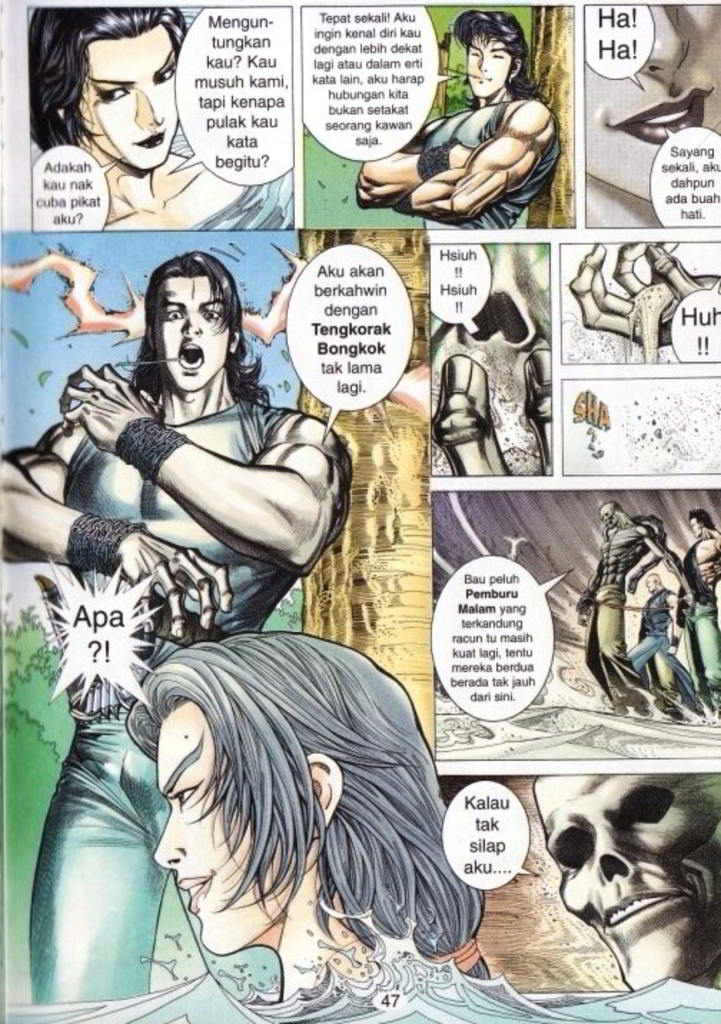 Mengun-
tungkan
kau? Kau
musuh kami,
tapi kenapa
pulak kau
kata
begitu?
Adakah
kau nak
cuba pikat
aku?
Tepat sekali! Aku
ingin kenal diri kau
dengan lebih dekat
lagi atau dalam erti
kata lain, aku harap
hubungan kita
bukan setakat
seorang kawan
saja.
Ha!
Ha!
Sayang
sekali, aku
dahpun
ada buah
hati.
Aku akan
berkahwin
dengan
Tengkorak
Bongkok
tak lama
lagi.
Apa
?!
Hsiuh
!!
Hsiuh
!!
Huh
!!
SHA
Bau peluh
Pemburu
Malam yang
terkandung
racun tu masih
kuat lagi, tentu
mereka berdua
berada tak jauh
dari sini.
Kalau
tak
silap
aku....
47